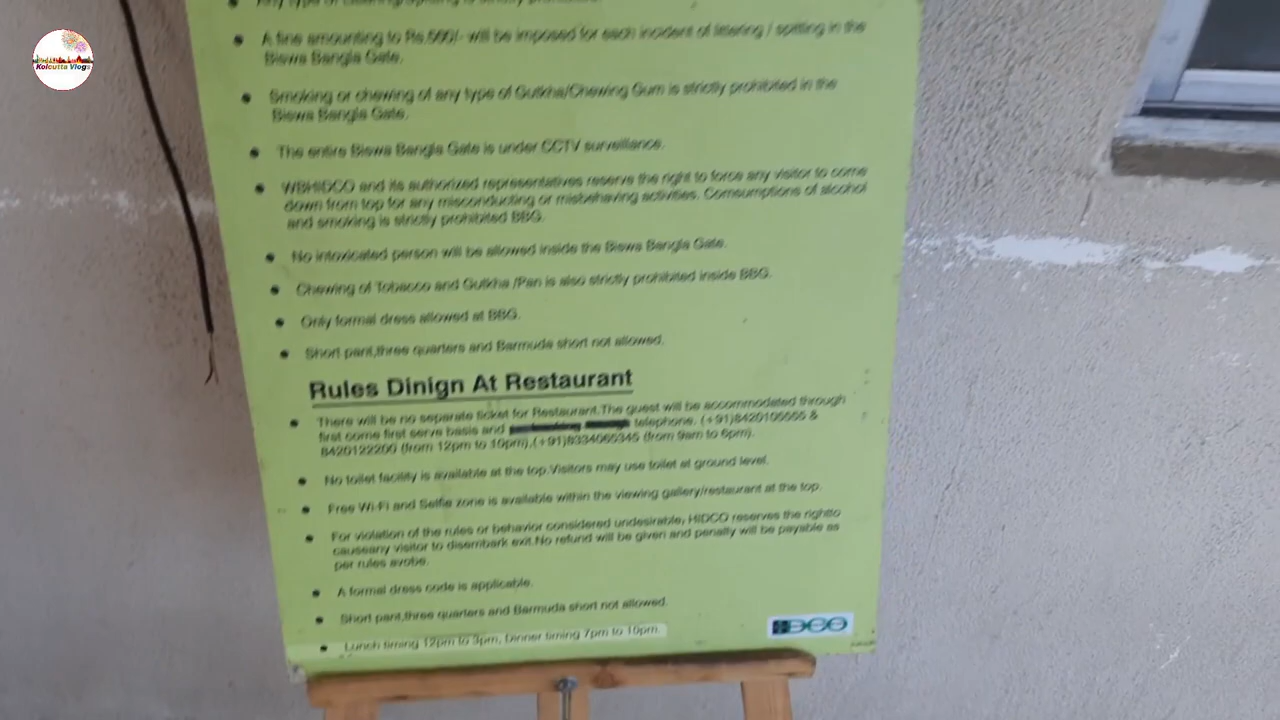 Kolcutta Vlogs
Any type of littering/spitting is strictly prohibited.
A fine amounting to Rs.500/- will be imposed for each incident of littering / spitting in the
Biswa Bangla Gate.
Smoking or chewing of any type of Gutkha/Chewing Gum is strictly prohibited in the
Biswa Bangla Gate.
The entire Biswa Bangla Gate is under CCTV surveillance.
WBHIDCO and its authorized representatives reserve the right to force any visitor to come
down from top for any misconducting or misbehaving activities. Comsumptions of alcohol
and smoking is strictly prohibited BBG.
No intoxicated person will be allowed inside the Biswa Bangla Gate.
Chewing of Tobacco and Gutkha /Pan is also strictly prohibited inside BBG.
Only formal dress allowed at BBG.
Short pant,three quarters and Barmuda short not allowed.
Rules Dinign At Restaurant
There will be no separate ticket for Restaurant.The guest will be accommodated through
first come first serve basis and telephone. (+91)8420105555 &
8420122200 (from 12pm to 10pm),(+91)8334065345 (from 9am to 6pm).
No toilet facility is available at the top.Visitors may use toilet at ground level.
Free Wi-Fi and Selfie zone is available within the viewing gallery/restaurant at the top.
For violation of the rules or behavior considered undesirable, HIDCO reserves the rightto
causeany visitor to disembark exit.No refund will be given and penalty will be payable as
per rules avobe.
A formal dress code is applicable.
Short pant,three quarters and Barmuda short not allowed.
Lunch timing 12pm to 3pm, Dinner timing 7pm to 10pm.